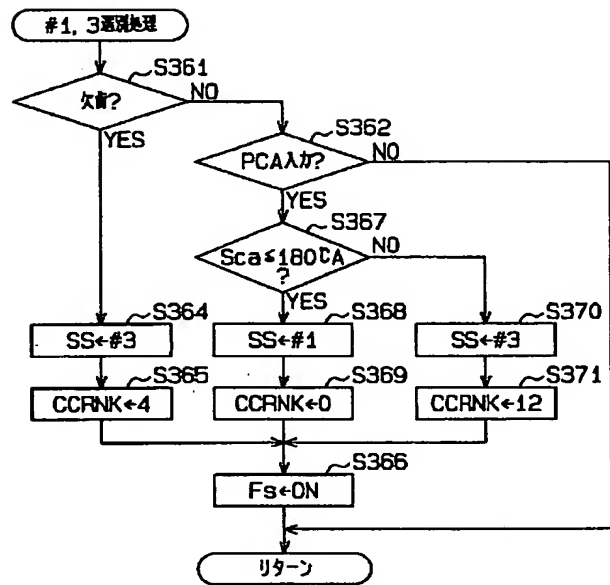 #1, 3選別処理
S361
欠歯?
NO
YES
S362
PCA入力?
NO
YES
S367
Sca≦180℃A
?
NO
YES
S364
SS←#3
S368
SS←#1
S370
SS←#3
S365
CCRNK←4
S369
CCRNK←0
S371
CCRNK←12
S366
Fs←ON
リターン